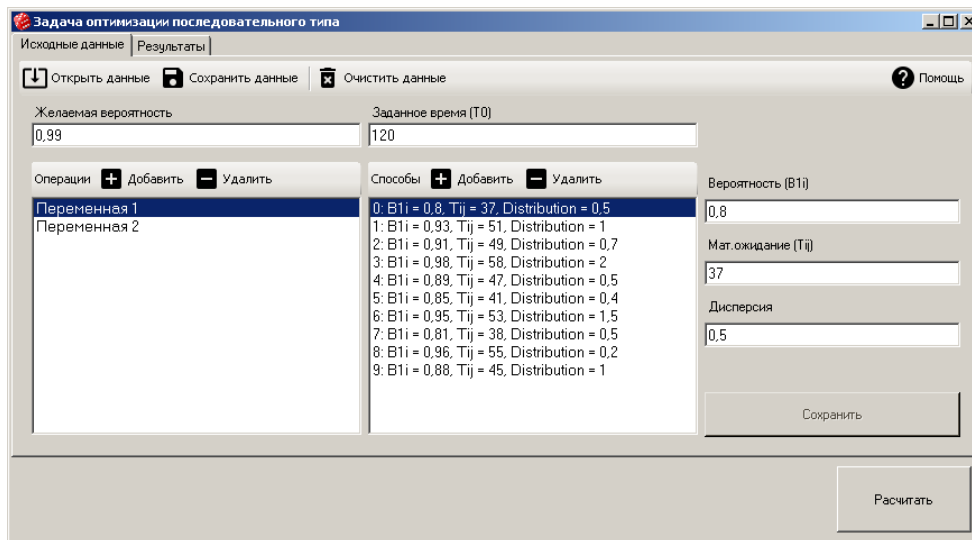 Задача оптимизации последовательного типа
Исходные данные Результаты
Открыть данные Сохранить данные Очистить данные Помощь
Желаемая вероятность Заданное время (T0)
0,99 120
Операции Добавить Удалить Способы Добавить Удалить
Переменная 1
Переменная 2
0: B1i = 0,8, Tij = 37, Distribution = 0,5
1: B1i = 0,93, Tij = 51, Distribution = 1
2: B1i = 0,91, Tij = 49, Distribution = 0,7
3: B1i = 0,98, Tij = 58, Distribution = 2
4: B1i = 0,89, Tij = 47, Distribution = 0,5
5: B1i = 0,85, Tij = 41, Distribution = 0,4
6: B1i = 0,95, Tij = 53, Distribution = 1,5
7: B1i = 0,81, Tij = 38, Distribution = 0,5
8: B1i = 0,96, Tij = 55, Distribution = 0,2
9: B1i = 0,88, Tij = 45, Distribution = 1
Вероятность (B1i)
0,8
Мат.ожидание (Tij)
37
Дисперсия
0,5
Сохранить
Расчитать